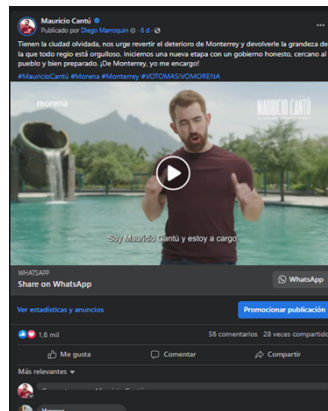 Mauricio Cantú
Publicado por Diego Marroquin · 6 d ·
Tienen la ciudad olvidada, nos urge revertir el deterioro de Monterrey y devolverle la grandeza de
la que todo regio está orgulloso. Iniciemos una nueva etapa con un gobierno honesto, cercano al
pueblo y bien preparado. ¡De Monterrey, yo me encargo!
#MauricioCantú #Morena #Monterrey #VOTOMASIVOMORENA
morena
MAURICIO CANTÚ
Soy Mauricio Cantú y estoy a cargo
WHATSAPP
Share on WhatsApp
WhatsApp
Ver estadísticas y anuncios
Promocionar publicación
1,6 mil
56 comentarios 28 veces compartido
Me gusta
Comentar
Compartir
Más relevantes